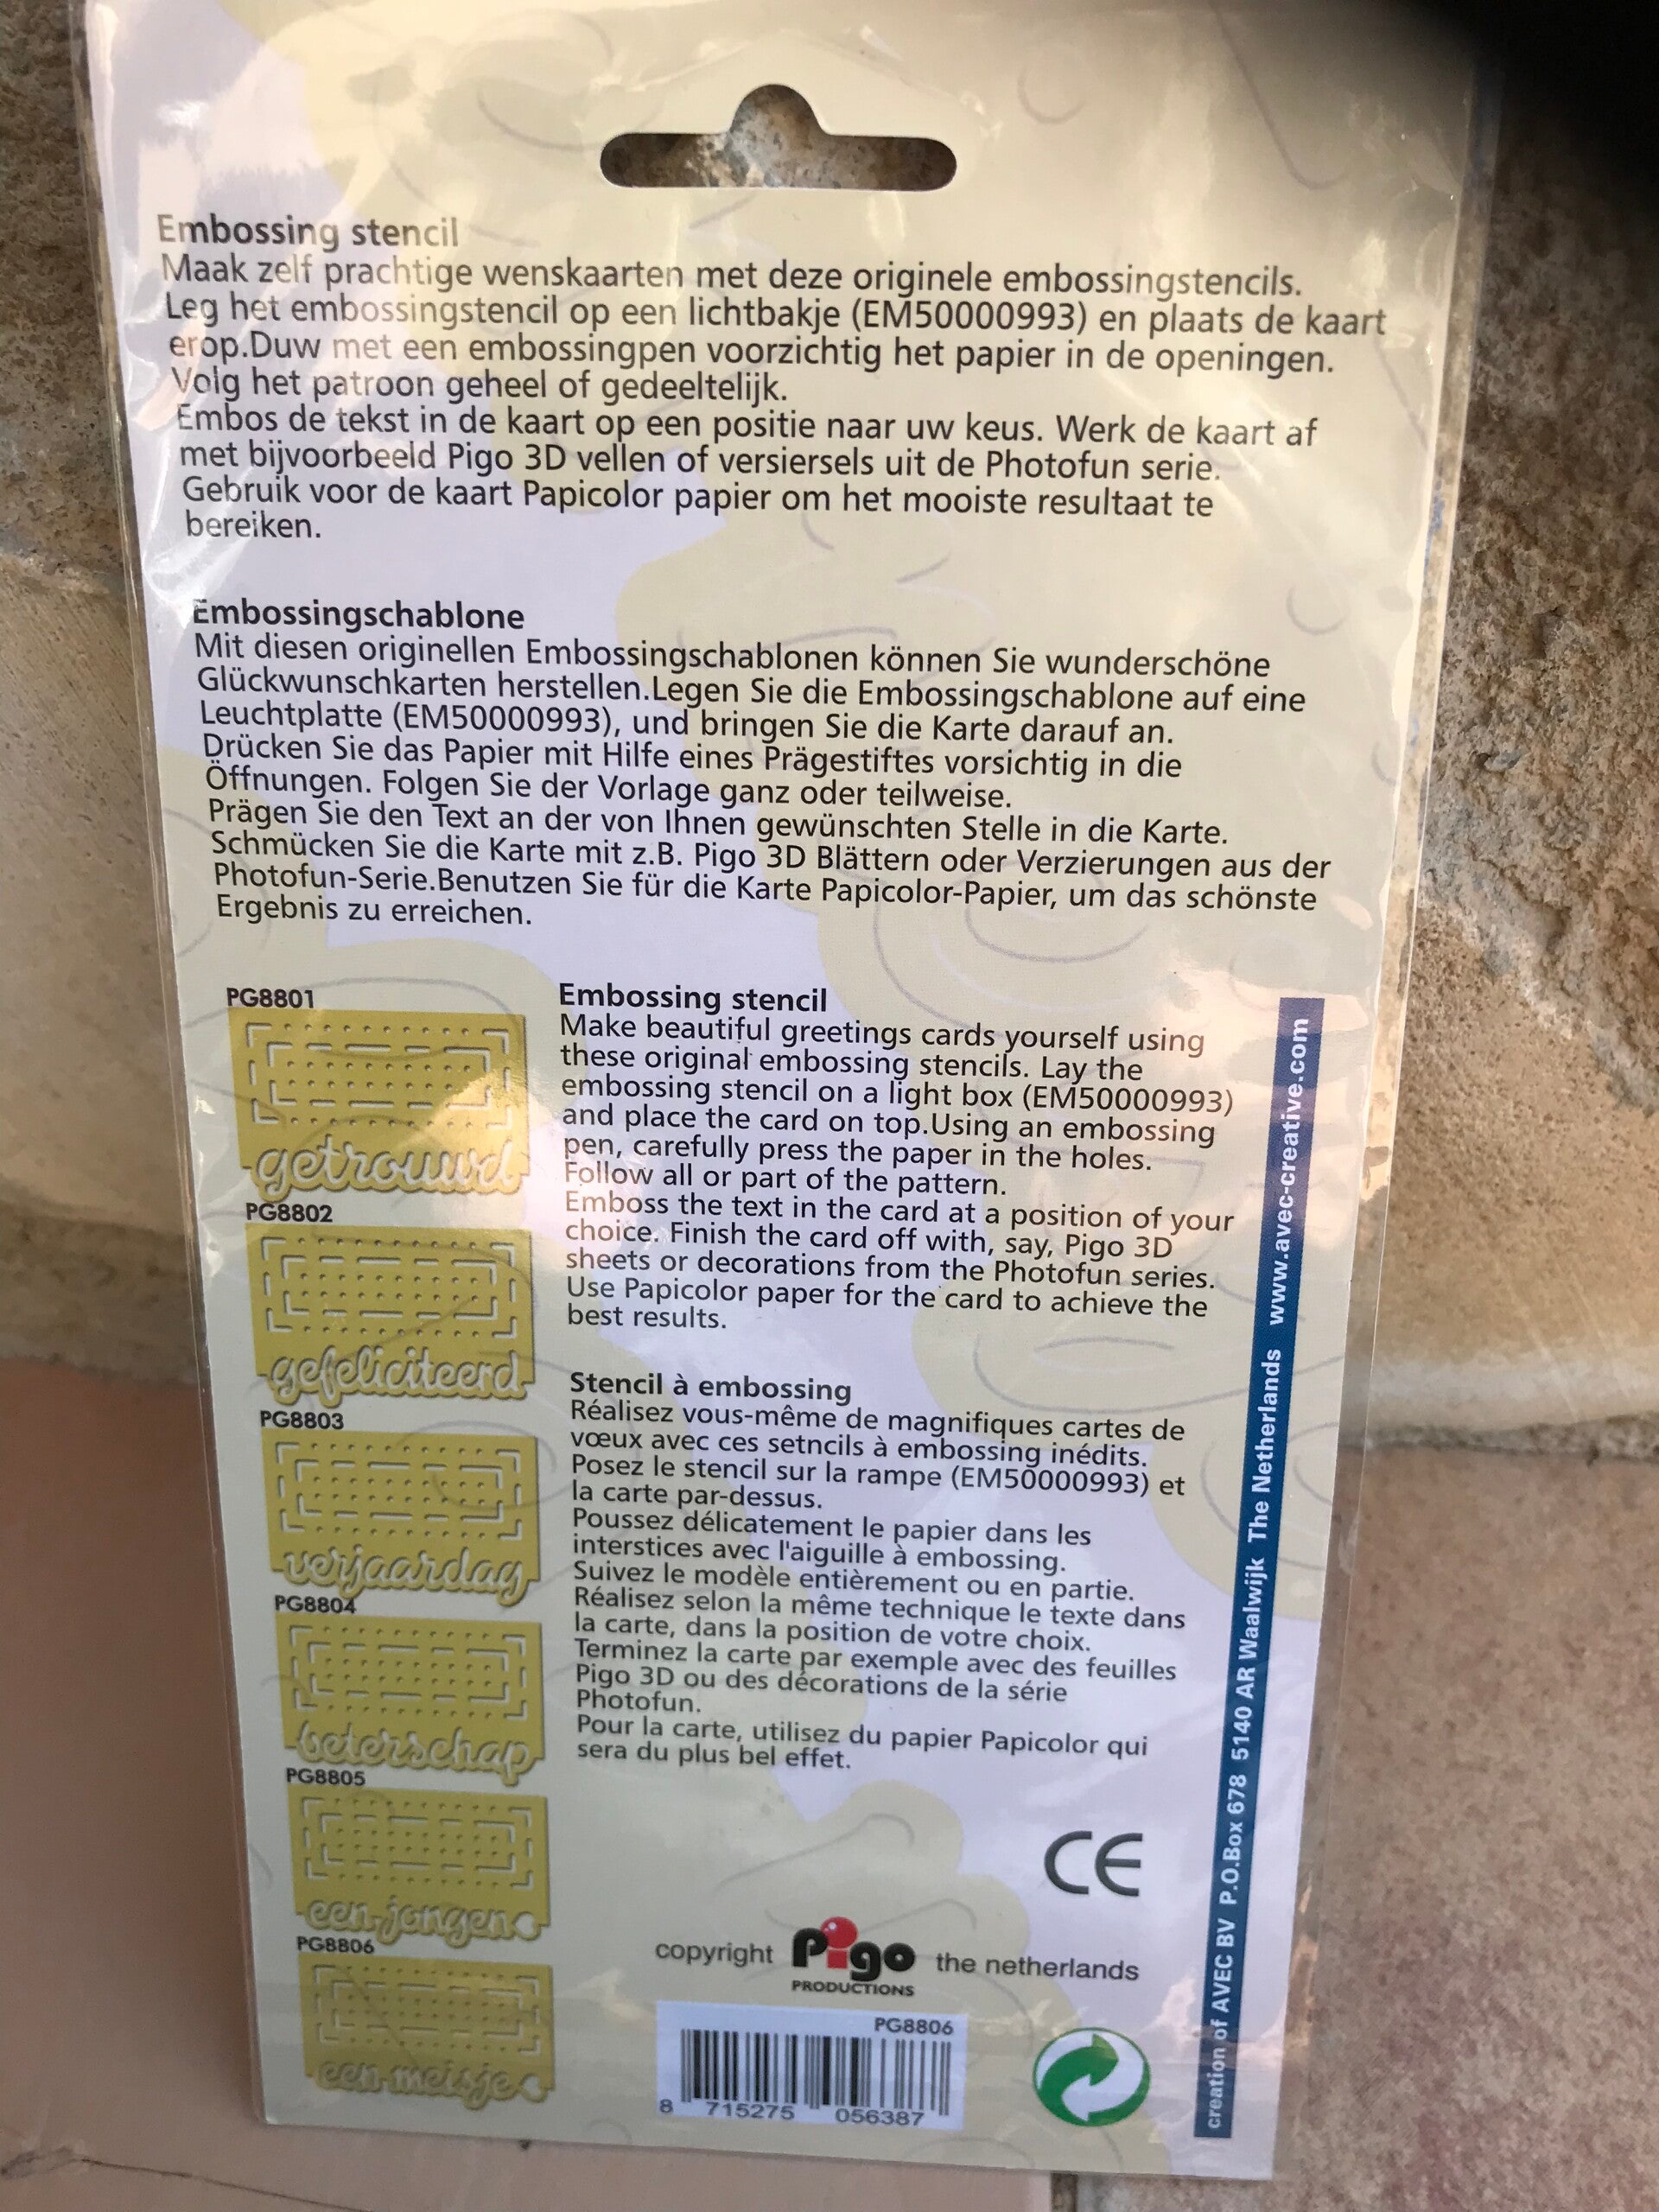 Embossing stencil
Maak zelf prachtige wenskaarten met deze originele embossingstencils.
Leg het embossingstencil op een lichtbakje (EM50000993) en plaats de kaart
erop.Duw met een embossingpen voorzichtig het papier in de openingen.
Volg het patroon geheel of gedeeltelijk.
Embos de tekst in de kaart op een positie naar uw keus. Werk de kaart af
met bijvoorbeeld Pigo 3D vellen of versiersels uit de Photofun serie.
Gebruik voor de kaart Papicolor papier om het mooiste resultaat te
bereiken.
Embossingschablone
Mit diesen originellen Embossingschablonen können Sie wunderschöne
Glückwunschkarten herstellen.Legen Sie die Embossingschablone auf eine
Leuchtplatte (EM50000993), und bringen Sie die Karte darauf an.
Drücken Sie das Papier mit Hilfe eines Prägestiftes vorsichtig in die
Öffnungen. Folgen Sie der Vorlage ganz oder teilweise.
Prägen Sie den Text an der von Ihnen gewünschten Stelle in die Karte.
Schmücken Sie die Karte mit z.B. Pigo 3D Blättern oder Verzierungen aus der
Photofun-Serie.Benutzen Sie für die Karte Papicolor-Papier, um das schönste
Ergebnis zu erreichen.
PG8801
getrouwd
PG8802
gefeliciteerd
PG8803
verjaardag
PG8804
beterschap
PG8805
een jongen
PG8806
een meisje
Embossing stencil
Make beautiful greetings cards yourself using
these original embossing stencils. Lay the
embossing stencil on a light box (EM50000993)
and place the card on top.Using an embossing
pen, carefully press the paper in the holes.
Follow all or part of the pattern.
Emboss the text in the card at a position of your
choice. Finish the card off with, say, Pigo 3D
sheets or decorations from the Photofun series.
Use Papicolor paper for the card to achieve the
best results.
Stencil à embossing
Réalisez vous-même de magnifiques cartes de
vœux avec ces setncils à embossing inédits.
Posez le stencil sur la rampe (EM50000993) et
la carte par-dessus.
Poussez délicatement le papier dans les
interstices avec l'aiguille à embossing.
Suivez le modèle entièrement ou en partie.
Réalisez selon la même technique le texte dans
la carte, dans la position de votre choix.
Terminez la carte par exemple avec des feuilles
Pigo 3D ou des décorations de la série
Photofun.
Pour la carte, utilisez du papier Papicolor qui
sera du plus bel effet.
CE
copyright Pigo the netherlands
PRODUCTIONS
PG8806
8 715275 056387
creation of AVEC BV P.O.Box 678 5140 AR Waalwijk The Netherlands www.avec-creative.com